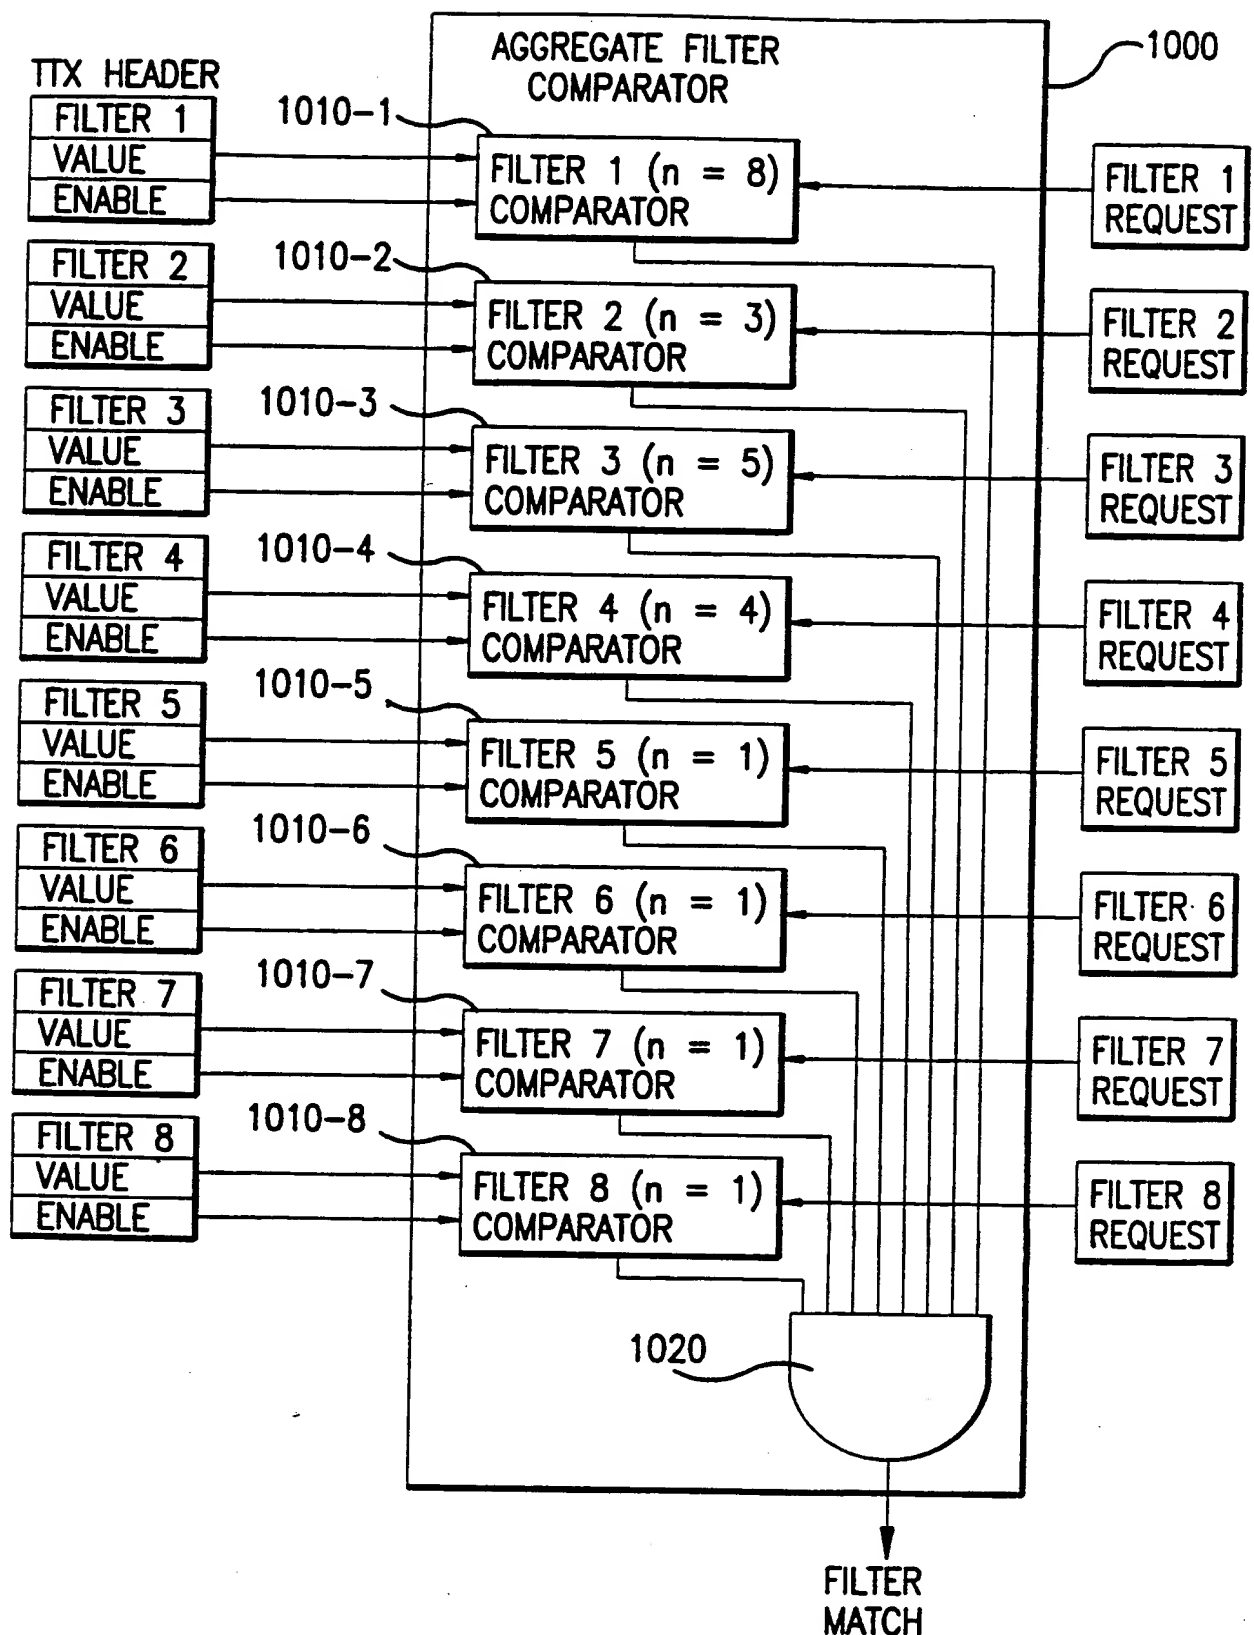 AGGREGATE FILTER
COMPARATOR
1000
TTX HEADER
FILTER 1
VALUE
ENABLE
1010-1
FILTER 1 (n = 8)
COMPARATOR
FILTER 1
REQUEST
FILTER 2
VALUE
ENABLE
1010-2
FILTER 2 (n = 3)
COMPARATOR
FILTER 2
REQUEST
FILTER 3
VALUE
ENABLE
1010-3
FILTER 3 (n = 5)
COMPARATOR
FILTER 3
REQUEST
FILTER 4
VALUE
ENABLE
1010-4
FILTER 4 (n = 4)
COMPARATOR
FILTER 4
REQUEST
FILTER 5
VALUE
ENABLE
1010-5
FILTER 5 (n = 1)
COMPARATOR
FILTER 5
REQUEST
FILTER 6
VALUE
ENABLE
1010-6
FILTER 6 (n = 1)
COMPARATOR
FILTER 6
REQUEST
FILTER 7
VALUE
ENABLE
1010-7
FILTER 7 (n = 1)
COMPARATOR
FILTER 7
REQUEST
FILTER 8
VALUE
ENABLE
1010-8
FILTER 8 (n = 1)
COMPARATOR
FILTER 8
REQUEST
1020
FILTER
MATCH